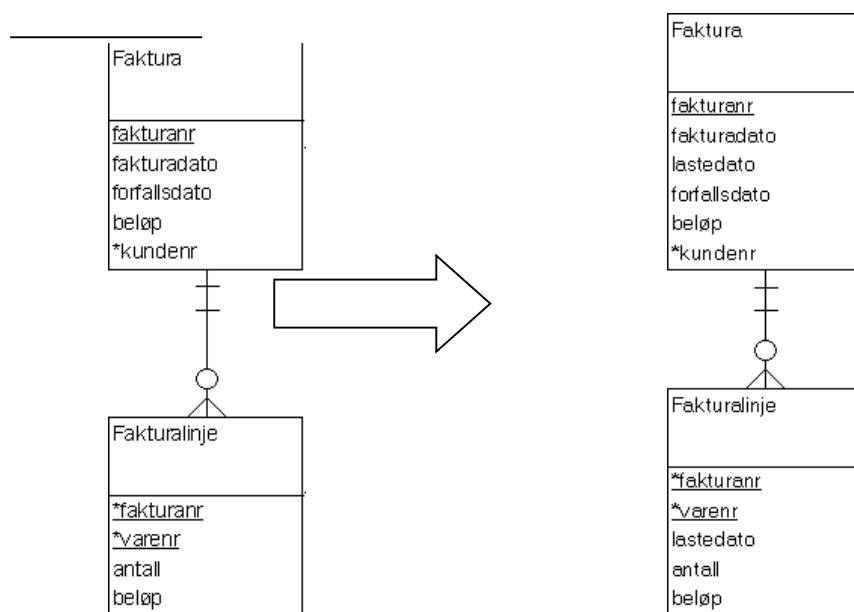 Faktura
fakturanr
fakturadato
forfallsdato
beløp
*kundenr
Fakturalinje
*fakturanr
*varenr
antall
beløp
Faktura
fakturanr
fakturadato
lastedato
forfallsdato
beløp
*kundenr
Fakturalinje
*fakturanr
*varenr
lastedato
antall
beløp